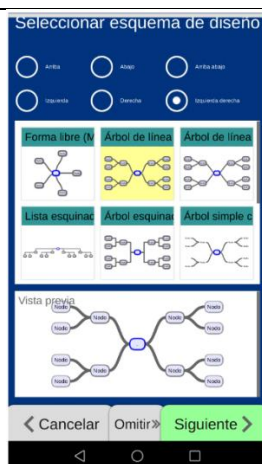 Seleccionar esquema de diseño
Arriba Abajo Arriba abajo
Izquierda Derecha Izquierda derecha
Forma libre (M Árbol de línea Árbol de línea
Lista esquinac Árbol esquinac Árbol simple c
Vista previa
Nodo Nodo
Nodo Nodo
Nodo Nodo
Nodo Nodo
Nodo Nodo
Nodo Nodo
Cancelar Omitir» Siguiente